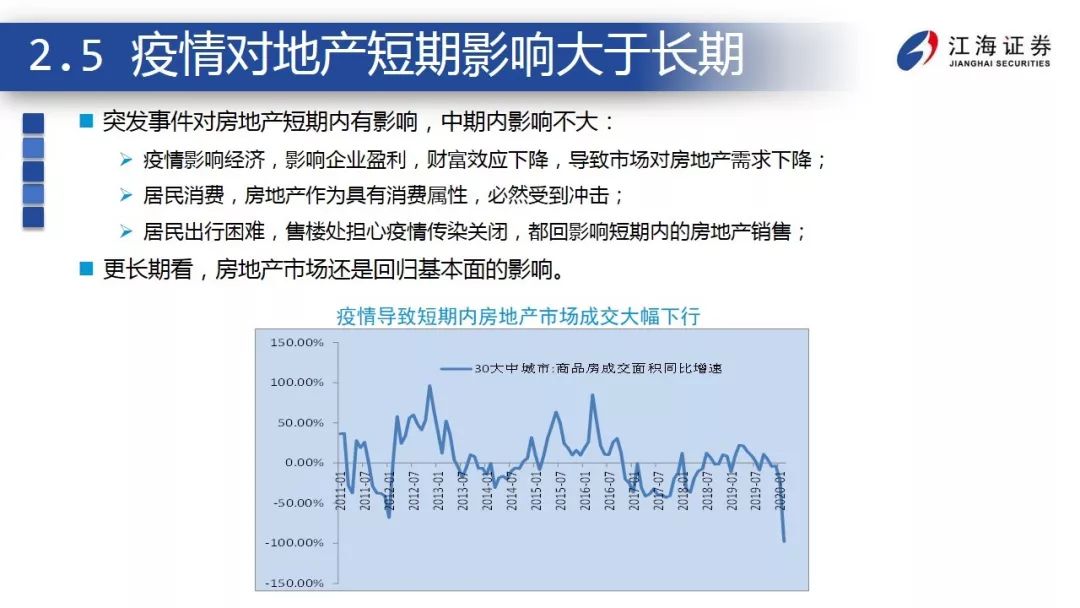 2.5 疫情对地产短期影响大于长期
江海证券
JIANGHAI SECURITIES
突发事件对房地产短期内有影响，中期内影响不大：
疫情影响经济，影响企业盈利，财富效应下降，导致市场对房地产需求下降；
居民消费，房地产作为具有消费属性，必然受到冲击；
居民出行困难，售楼处担心疫情传染关闭，都回影响短期内的房地产销售；
更长期看，房地产市场还是回归基本面的影响。
疫情导致短期内房地产市场成交大幅下行
30大中城市:商品房成交面积同比增速
150.00%
100.00%
50.00%
0.00%
-50.00%
-100.00%
-150.00%
2011-01
2011-07
2012-01
2012-07
2013-01
2013-07
2014-01
2014-07
2015-01
2015-07
2016-01
2016-07
2017-01
2017-07
2018-01
2018-07
2019-01
2019-07
2020-01